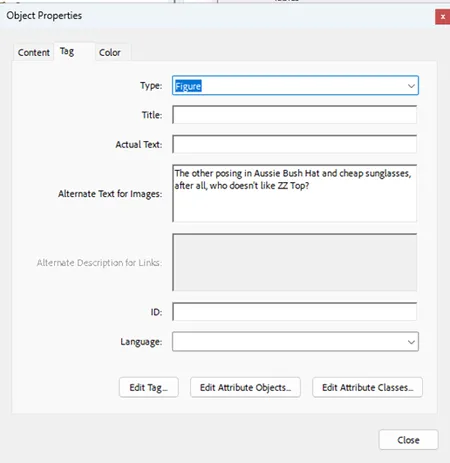 Object Properties
x
Content Tag Color
Type: Figure
Title:
Actual Text:
Alternate Text for Images: The other posing in Aussie Bush Hat and cheap sunglasses,
after all, who doesn't like ZZ Top?
Alternate Description for Links:
ID:
Language:
Edit Tag... Edit Attribute Objects... Edit Attribute Classes...
Close